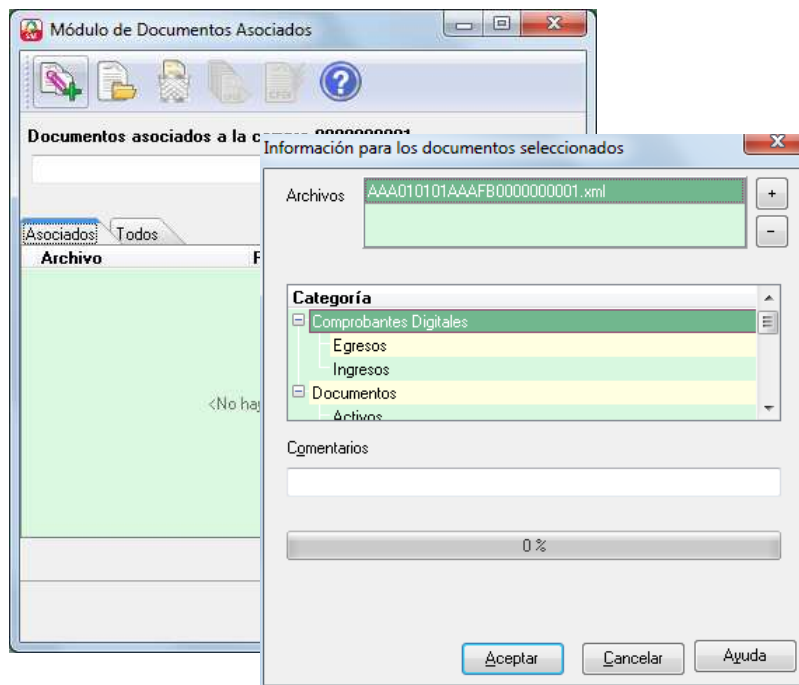 Módulo de Documentos Asociados
Documentos asociados a la
Asociados
Todos
Archivo
<No hay
Información para los documentos seleccionados
Archivos
AAA010101AAAFB0000000001.xml
+
-
Categoría
Comprobantes Digitales
Egresos
Ingresos
Documentos
Activos
Comentarios
0 %
Aceptar
Cancelar
Ayuda